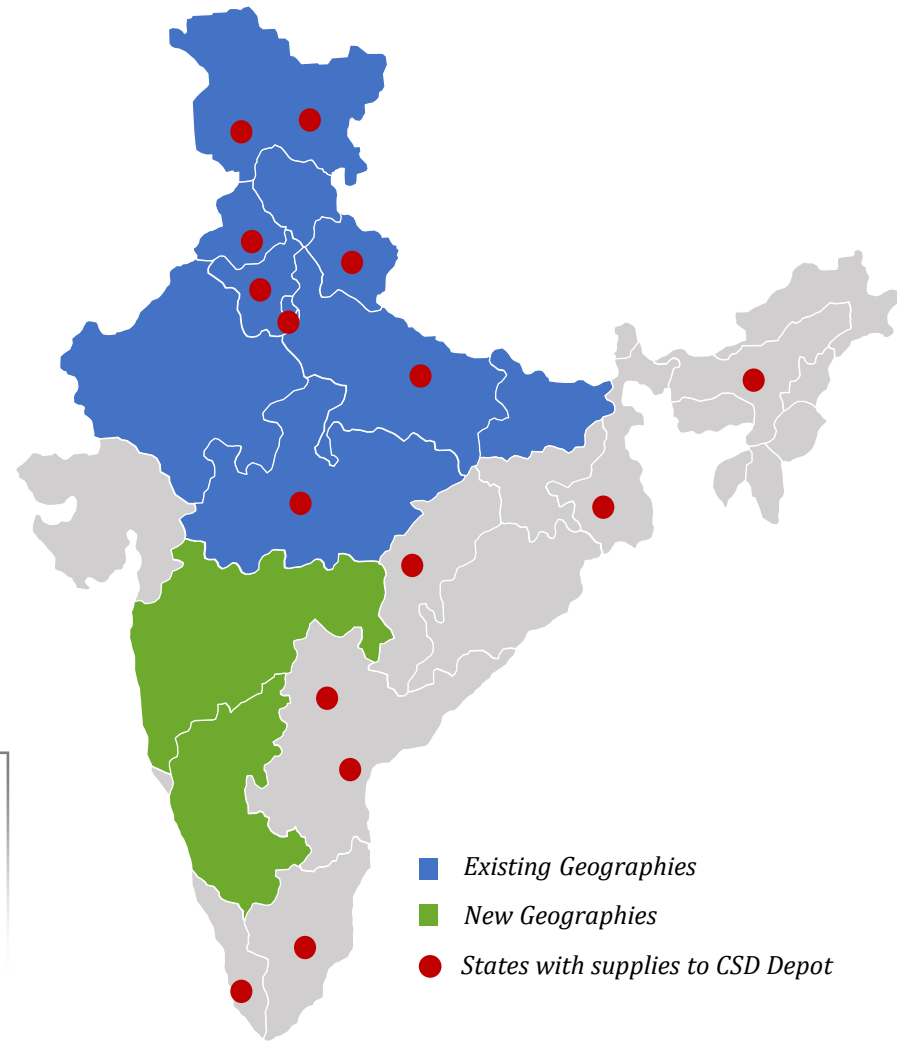 Existing Geographies
New Geographies
States with supplies to CSD Depot